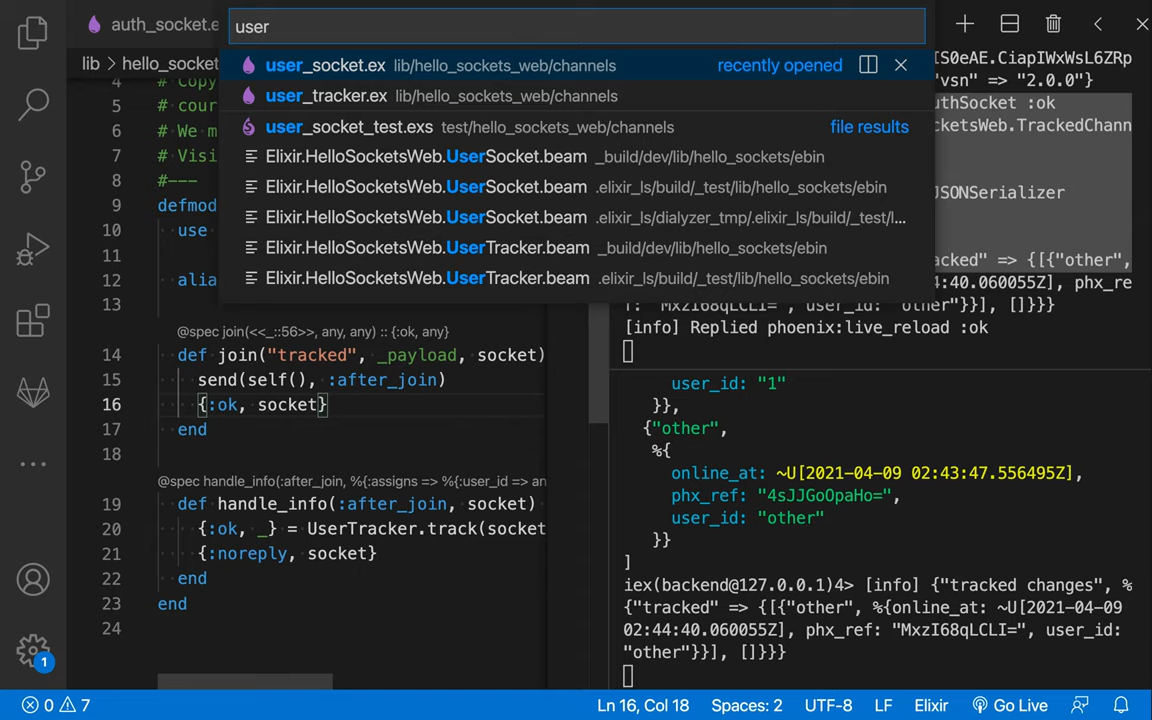 auth_socket.e
user
lib > hello_socket
user_socket.ex lib/hello_sockets_web/channels recently opened
user_tracker.ex lib/hello_sockets_web/channels
user_socket_test.exs test/hello_sockets_web/channels file results
Elixir.HelloSocketsWeb.UserSocket.beam _build/dev/lib/hello_sockets/ebin
Elixir.HelloSocketsWeb.UserSocket.beam .elixir_ls/build/_test/lib/hello_sockets/ebin
Elixir.HelloSocketsWeb.UserSocket.beam .elixir_ls/dialyzer_tmp/.elixir_ls/build/_test/l...
Elixir.HelloSocketsWeb.UserTracker.beam _build/dev/lib/hello_sockets/ebin
Elixir.HelloSocketsWeb.UserTracker.beam .elixir_ls/build/_test/lib/hello_sockets/ebin
4 # Copy
5 # cour
6 # We m
7 # Visi
8 #---
9 defmod
10 use
11
12 alia
13
@spec join(<<_::56>>, any, any) :: {:ok, any}
14 def join("tracked", _payload, socket)
15 send(self(), :after_join)
16 {:ok, socket}
17 end
18
@spec handle_info(:after_join, %{:assigns => %{:user_id => an
19 def handle_info(:after_join, socket)
20 {:ok, _} = UserTracker.track(socket
21 {:noreply, socket}
22 end
23 end
24
IS0eAE.CiapIWxWsL6ZRp
"vsn" => "2.0.0"}
uthSocket :ok
cketsWeb.TrackedChann
JSONSerializer
acked" => {[{"other",
4:40.060055Z], phx_re
f: "MxzI68qLCLI=", user_id: "other"}}], []}}}
[info] Replied phoenix:live_reload :ok
user_id: "1"
}},
{"other",
%{
online_at: ~U[2021-04-09 02:43:47.556495Z],
phx_ref: "4sJJGoOpaHo=",
user_id: "other"
}}
]
iex(backend@127.0.0.1)4> [info] {"tracked changes", %
{"tracked" => {[{"other", %{online_at: ~U[2021-04-09
02:44:40.060055Z], phx_ref: "MxzI68qLCLI=", user_id:
"other"}}], []}}}
1
0 7 Ln 16, Col 18 Spaces: 2 UTF-8 LF Elixir Go Live